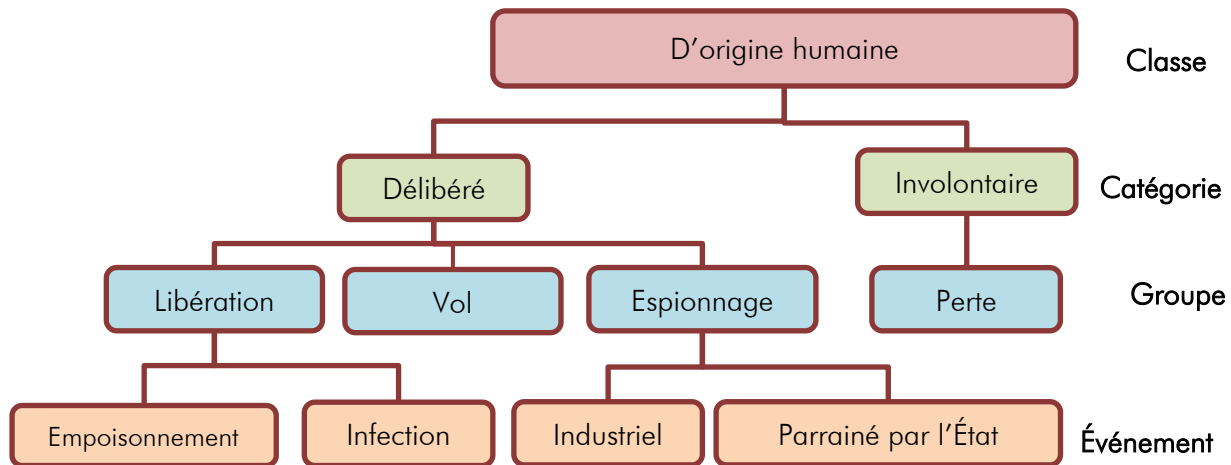 D'origine humaine
Classe
Délibéré
Involontaire
Catégorie
Libération
Vol
Espionnage
Perte
Groupe
Empoisonnement
Infection
Industriel
Parrainé par l'État
Événement